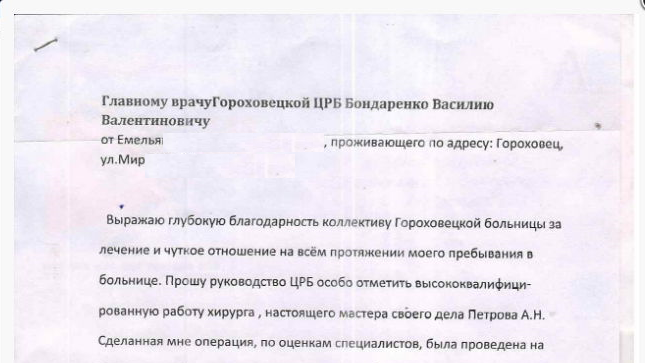 Главному врачуГороховецкой ЦРБ Бондаренко Василию
Валентиновичу
от Емелья , проживающего по адресу: Гороховец,
ул.Мир
Выражаю глубокую благодарность коллективу Гороховецкой больницы за
лечение и чуткое отношение на всём протяжении моего пребывания в
больнице. Прошу руководство ЦРБ особо отметить высококвалифици-
рованную работу хирурга , настоящего мастера своего дела Петрова А.Н.
Сделанная мне операция, по оценкам специалистов, была проведена на